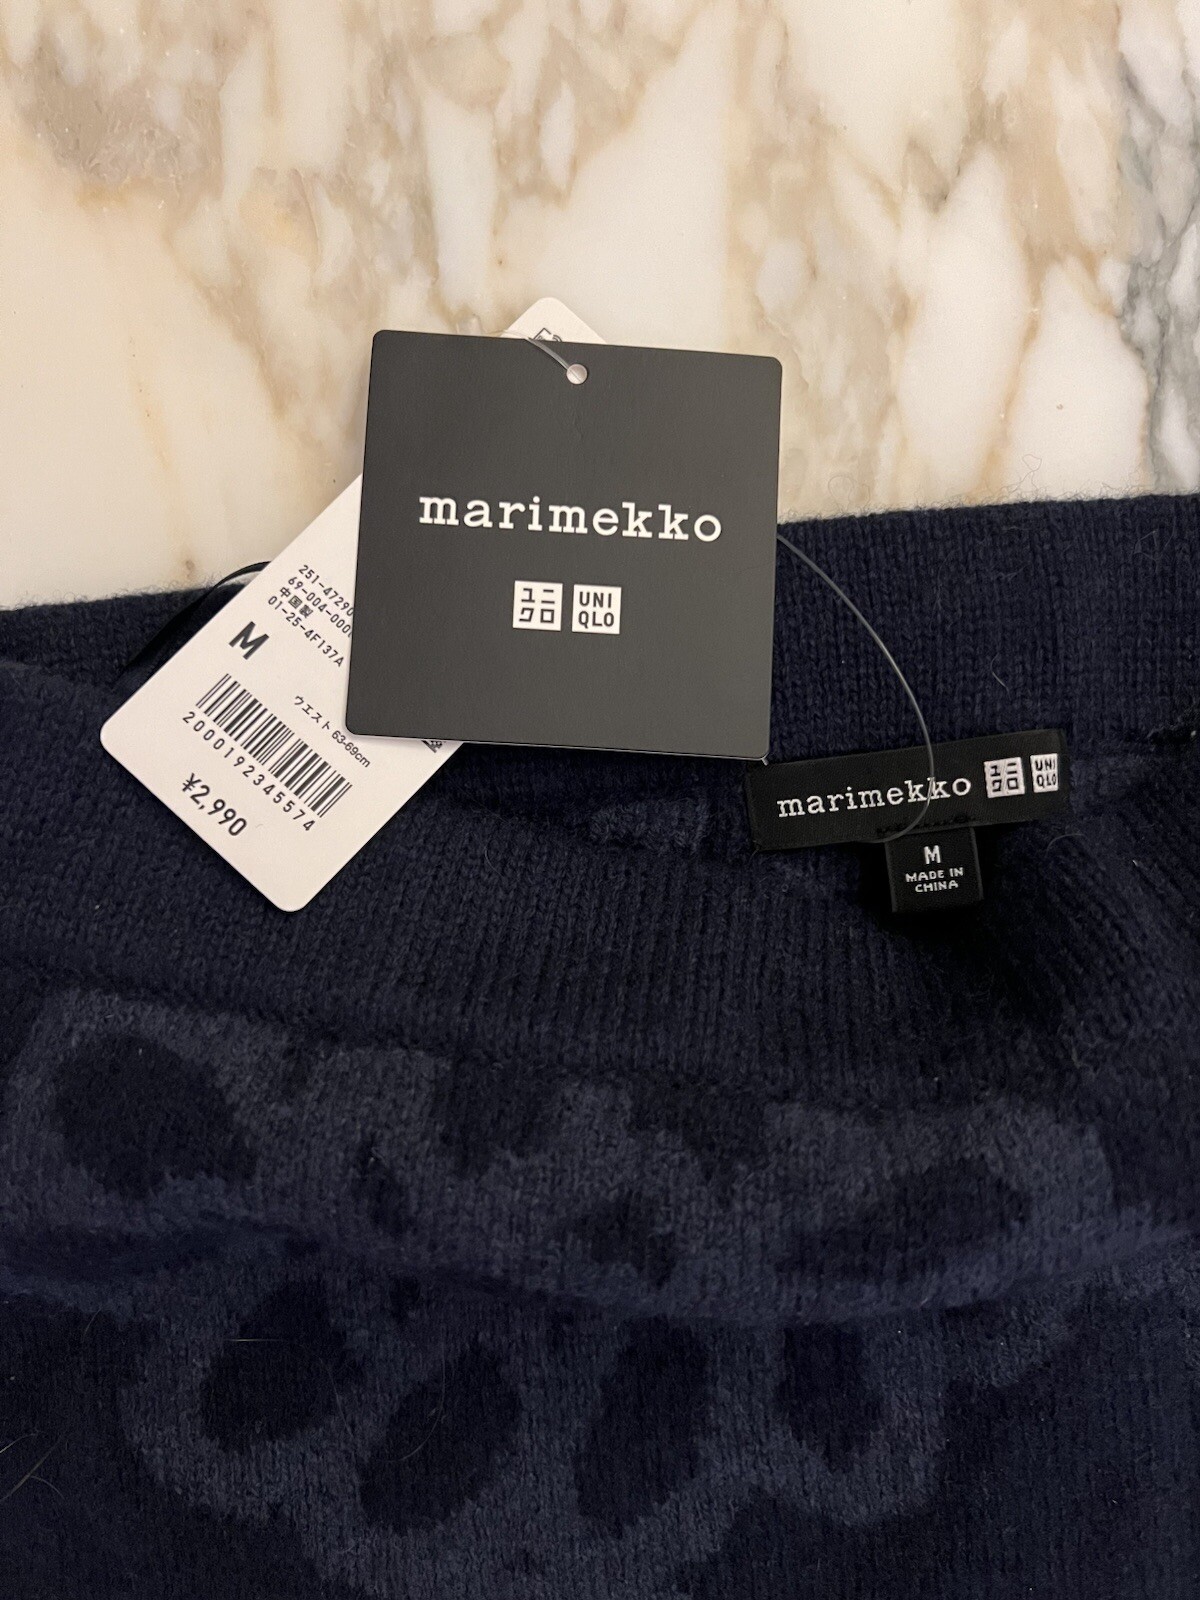 marimekko
ユニ
クロ
UNI
QLO
251-47290
69-004-000
中国製
01-25-4F137A
M
ウエスト 63-69cm
2000192345574
¥2,990
marimekko
ユニ
クロ
UNI
QLO
M
MADE IN
CHINA